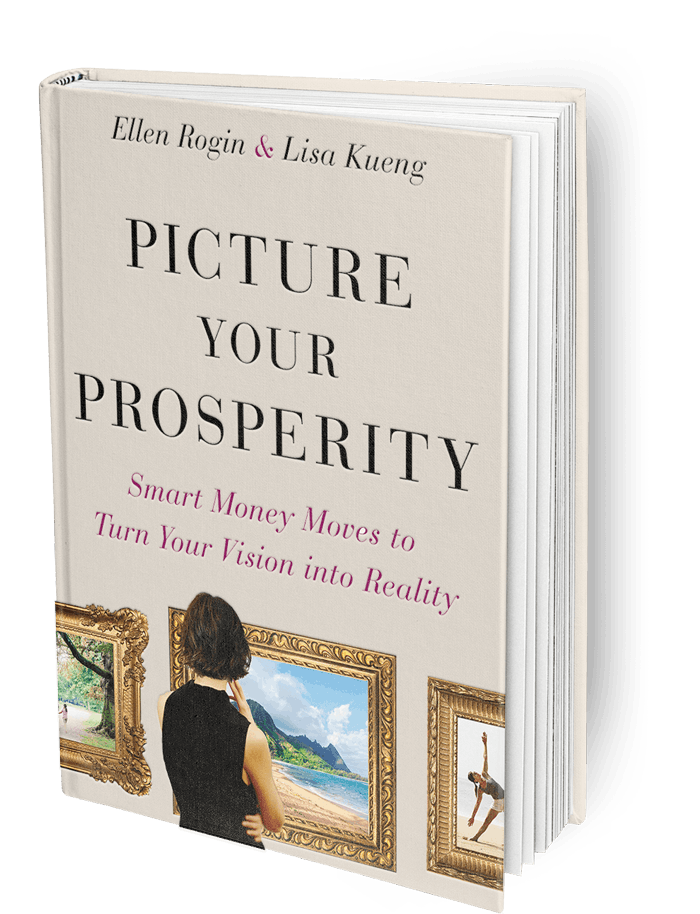 Ellen Rogin & Lisa Kueng
PICTURE
YOUR
PROSPERITY
Smart Money Moves to
Turn Your Vision into Reality